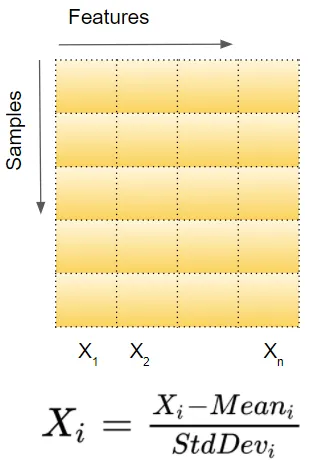 Features
Samples
X₁ X₂ Xₙ
Xᵢ = (Xᵢ−Meanᵢ) / StdDevᵢ